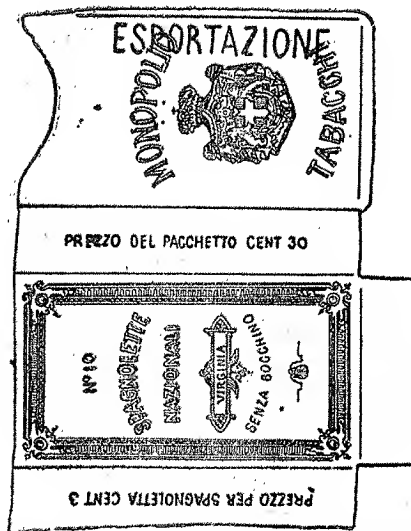 ESPORTAZIONE
MONOPOLIO
TABACCHI
PREZZO DEL PACCHETTO CENT 30
Nº 10
SPAGNOLETTE
NAZIONALI
VIRGINIA
SENZA BOCCHINO
PREZZO PER SPAGNOLETTA CENT 3